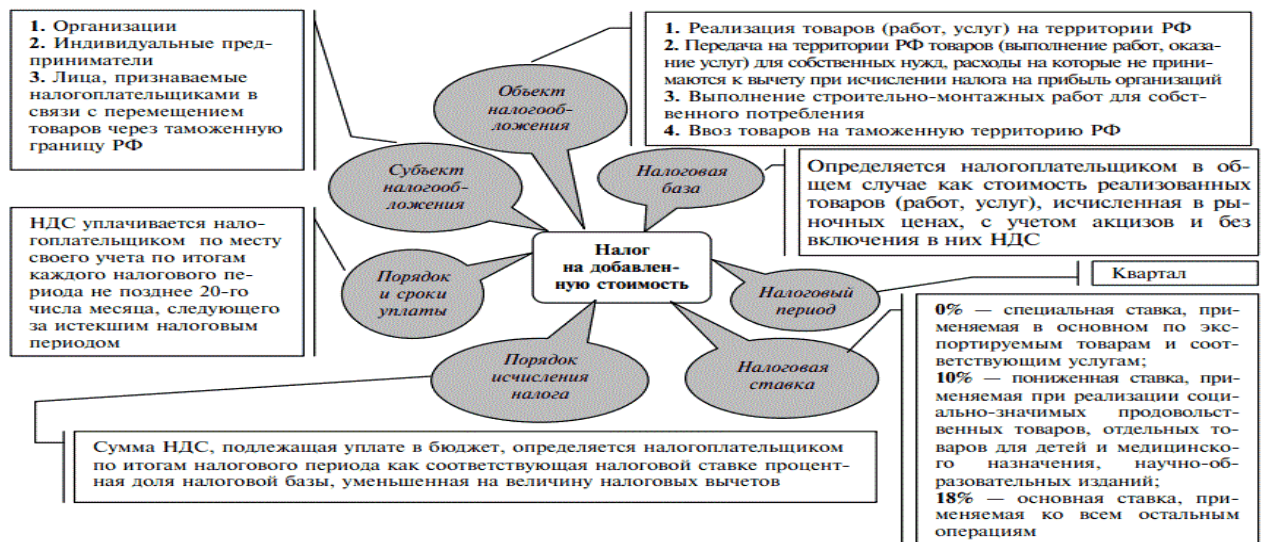 1. Организации
2. Индивидуальные пред-
приниматели
3. Лица, признаваемые
налогоплательщиками в
связи с перемещением
товаров через таможенную
границу РФ
Объект
налогооб-
ложения
1. Реализация товаров (работ, услуг) на территории РФ
2. Передача на территории РФ товаров (выполнение работ, оказа-
ние услуг) для собственных нужд, расходы на которые не прини-
маются к вычету при исчислении налога на прибыль организаций
3. Выполнение строительно-монтажных работ для собст-
венного потребления
4. Ввоз товаров на таможенную территорию РФ
Субъект
налогооб-
ложения
Налоговая
база
Определяется налогоплательщиком в об-
щем случае как стоимость реализованных
товаров (работ, услуг), исчисленная в ры-
ночных ценах, с учетом акцизов и без
включения в них НДС
НДС уплачивается нало-
гоплательщиком по месту
своего учета по итогам
каждого налогового пе-
риода не позднее 20-го
числа месяца, следующего
за истекшим налоговым
периодом
Порядок
и сроки
уплаты
Налог
на добавлен-
ную стоимость
Налоговый
период
Квартал
Порядок
исчисления
налога
Налоговая
ставка
0% — специальная ставка, при-
меняемая в основном по экс-
портируемым товарам и соот-
ветствующим услугам;
10% — пониженная ставка, при-
меняемая при реализации соци-
ально-значимых продовольст-
венных товаров, отдельных то-
варов для детей и медицинско-
го назначения, научно-об-
разовательных изданий;
18% — основная ставка, при-
меняемая ко всем остальным
операциям
Сумма НДС, подлежащая уплате в бюджет, определяется налогоплательщиком
по итогам налогового периода как соответствующая налоговой ставке процент-
ная доля налоговой базы, уменьшенная на величину налоговых вычетов